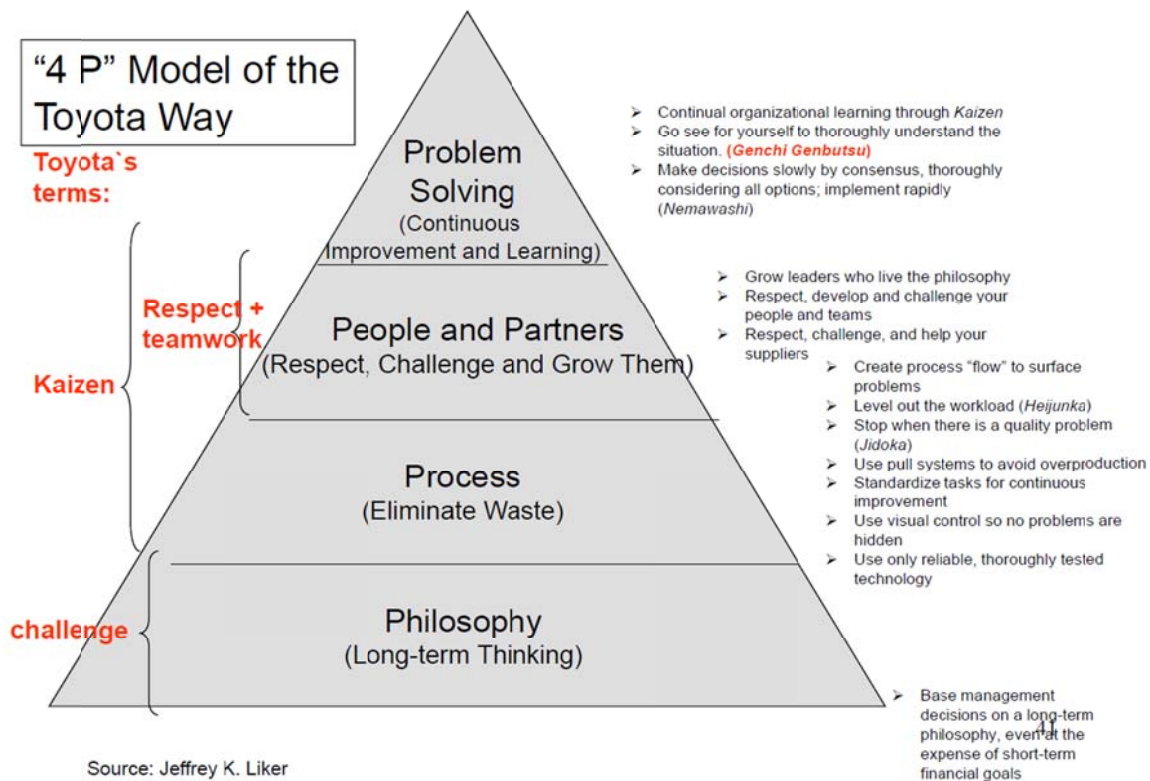 “4 P” Model of the
Toyota Way
Toyota`s
terms:
Problem
Solving
(Continuous
Improvement and Learning)
➢ Continual organizational learning through Kaizen
➢ Go see for yourself to thoroughly understand the
situation. (Genchi Genbutsu)
➢ Make decisions slowly by consensus, thoroughly
considering all options; implement rapidly
(Nemawashi)
Respect +
teamwork
Kaizen
People and Partners
(Respect, Challenge and Grow Them)
➢ Grow leaders who live the philosophy
➢ Respect, develop and challenge your
people and teams
➢ Respect, challenge, and help your
suppliers
Process
(Eliminate Waste)
➢ Create process “flow” to surface
problems
➢ Level out the workload (Heijunka)
➢ Stop when there is a quality problem
(Jidoka)
➢ Use pull systems to avoid overproduction
➢ Standardize tasks for continuous
improvement
➢ Use visual control so no problems are
hidden
➢ Use only reliable, thoroughly tested
technology
challenge
Philosophy
(Long-term Thinking)
➢ Base management
decisions on a long-term
philosophy, even at the
expense of short-term
financial goals
41
Source: Jeffrey K. Liker